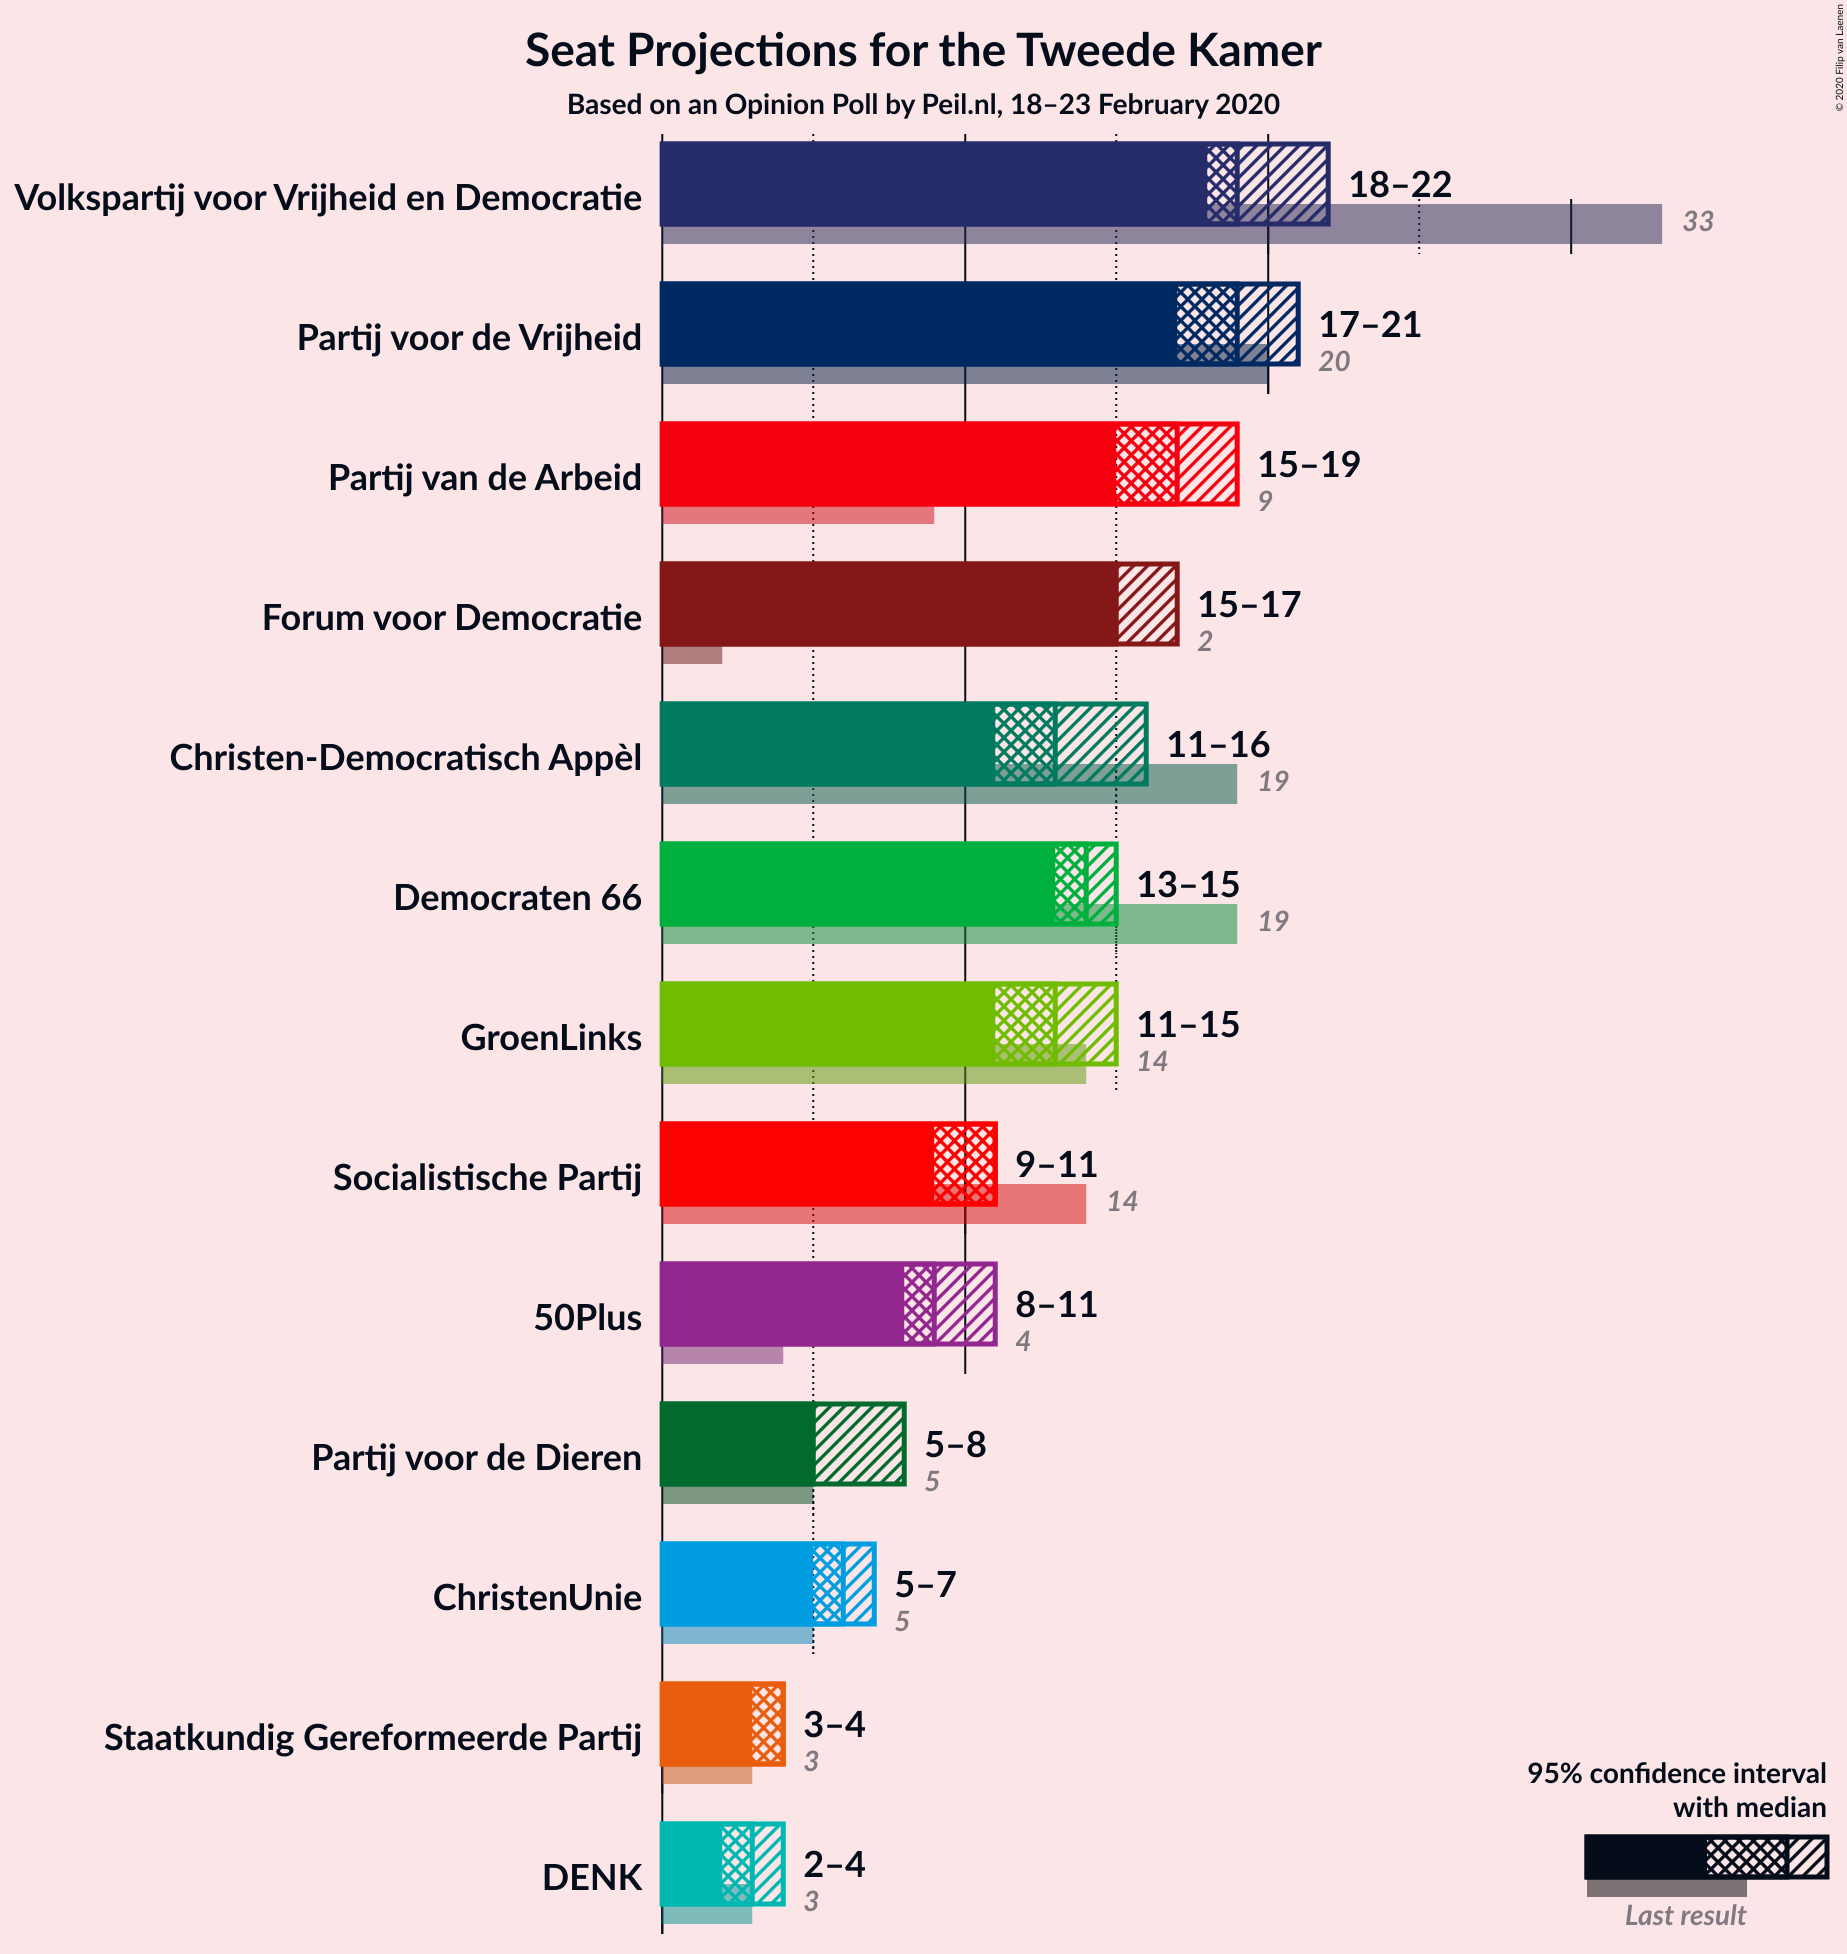 Seat Projections for the Tweede Kamer
Based on an Opinion Poll by Peil.nl, 18–23 February 2020
© 2020 Filip van Laenen
Volkspartij voor Vrijheid en Democratie
18–22
33
Partij voor de Vrijheid
17–21
20
Partij van de Arbeid
15–19
9
Forum voor Democratie
15–17
2
Christen-Democratisch Appèl
11–16
19
Democraten 66
13–15
19
GroenLinks
11–15
14
Socialistische Partij
9–11
14
50Plus
8–11
4
Partij voor de Dieren
5–8
5
ChristenUnie
5–7
5
Staatkundig Gereformeerde Partij
3–4
3
DENK
2–4
3
95% confidence interval
with median
Last result